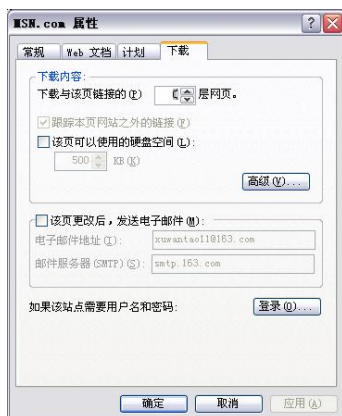 MSN.com 属性
常规 Web 文档 计划 下载
下载内容:
下载与该页链接的(P) 层网页。
跟踪本页网站之外的链接(F)
该页可以使用的硬盘空间(L):
500 KB(K)
高级(V)...
该页更改后，发送电子邮件(M):
电子邮件地址(I): xuwantao11@163.com
邮件服务器(SMTP)(S): smtp.163.com
如果该站点需要用户名和密码: 登录(O)...
确定 取消 应用(A)